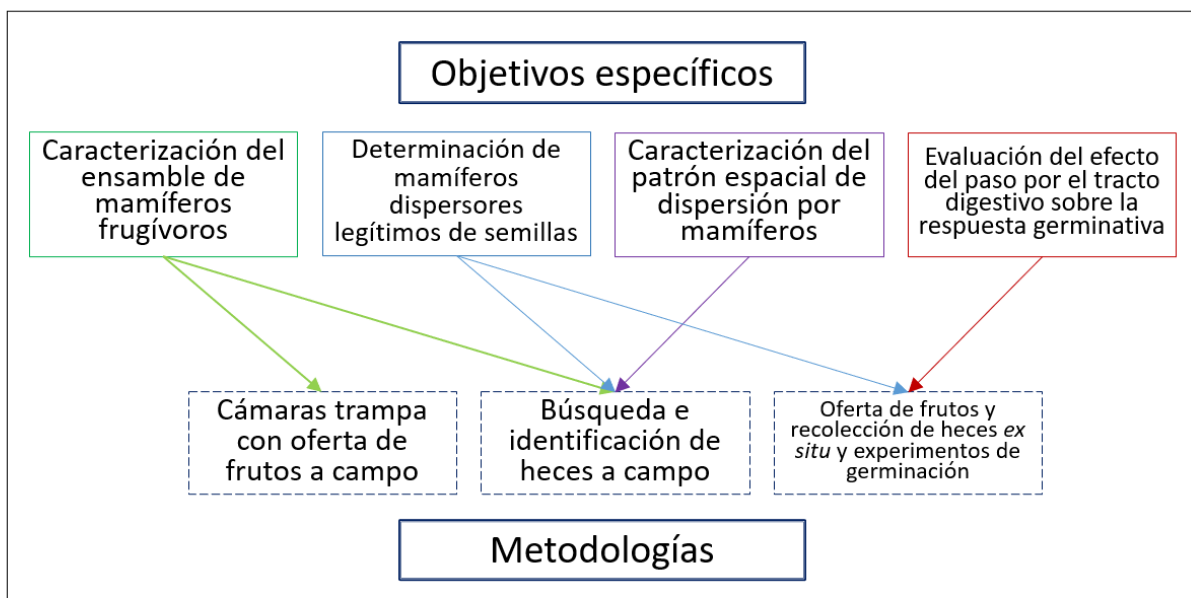 Objetivos específicos
Caracterización del
ensamble de
mamíferos
frugívoros
Determinación de
mamíferos
dispersores
legítimos de semillas
Caracterización del
patrón espacial de
dispersión por
mamíferos
Evaluación del efecto
del paso por el tracto
digestivo sobre la
respuesta germinativa
Cámaras trampa
con oferta de
frutos a campo
Búsqueda e
identificación de
heces a campo
Oferta de frutos y
recolección de heces ex
situ y experimentos de
germinación
Metodologías